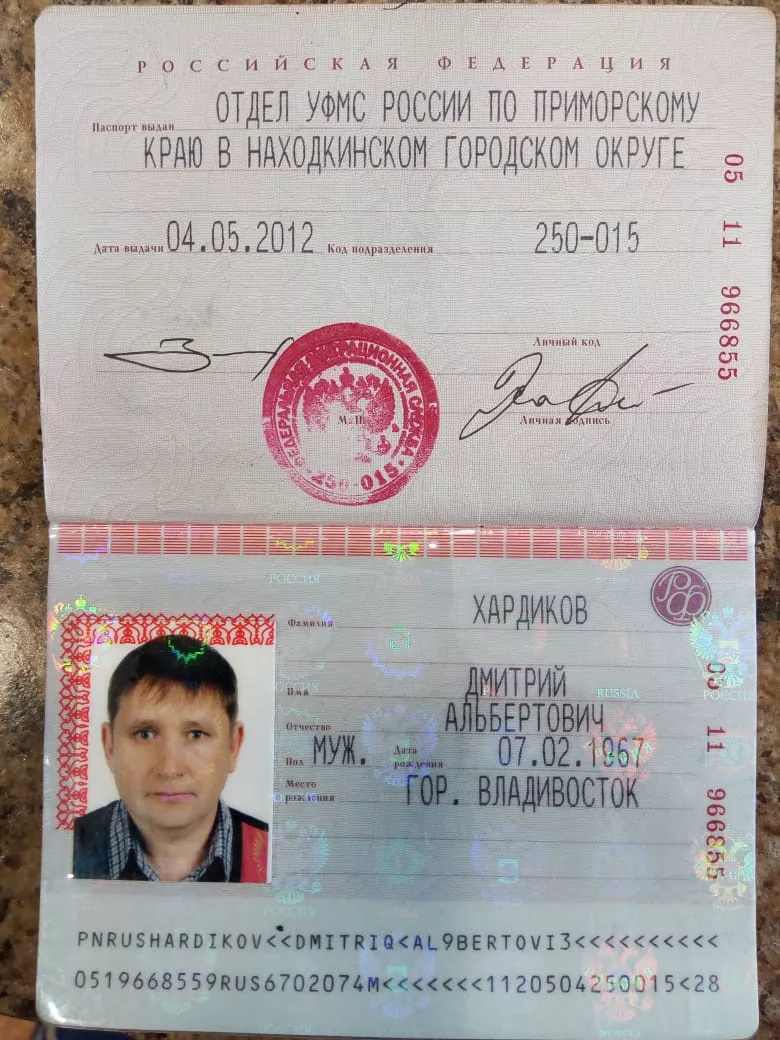 РОССИЙСКАЯ ФЕДЕРАЦИЯ
Паспорт выдан ОТДЕЛ УФМС РОССИИ ПО ПРИМОРСКОМУ
КРАЮ В НАХОДКИНСКОМ ГОРОДСКОМ ОКРУГЕ
Дата выдачи 04.05.2012 Код подразделения 250-015
05 11 966855
Личный код
ФЕДЕРАЛЬНАЯ МИГРАЦИОННАЯ СЛУЖБА
М.П.
250-015
Личная подпись
РОССИЯ
РФ
Фамилия ХАРДИКОВ
Имя ДМИТРИЙ
RUSSIA
РОССИЯ
Отчество АЛЬБЕРТОВИЧ
Пол МУЖ. Дата рождения 07.02.1967
Место рождения ГОР. ВЛАДИВОСТОК
05 11 966855
PNRUSHARDIKOV<<DMITRIQ<AL9BERTOVI3<<<<<<<<<<
0519668559RUS6702074M<<<<<<<1120504250015<28